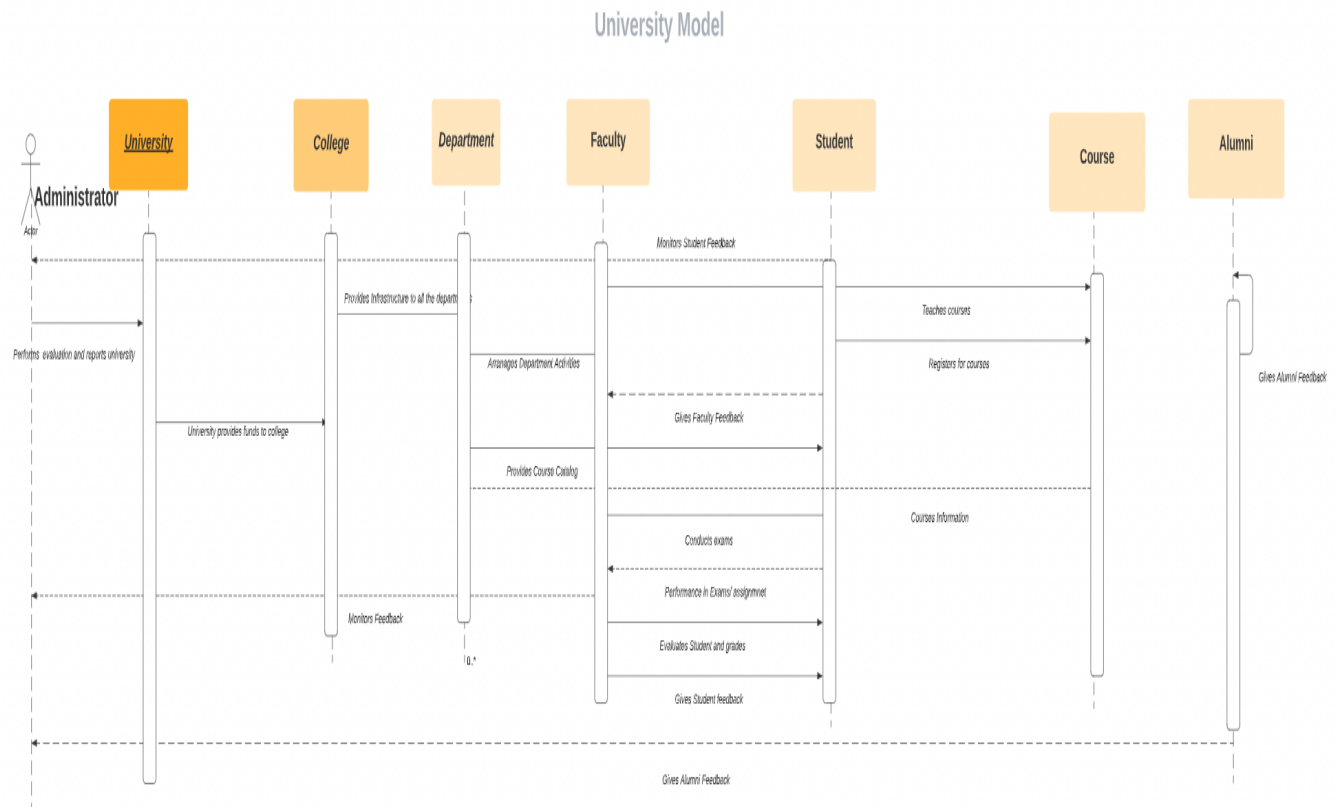 University Model
University
College
Department
Faculty
Student
Course
Alumni
Administrator
Actor
Monitors Student Feedback
Provides Infrastructure to all the departm s
Teaches courses
Performs evaluation and reports university
Arranages Department Activities
Registers for courses
Gives Alumni Feedback
Gives Faculty Feedback
University provides funds to college
Provides Course Catalog
Courses Information
Conducts exams
Performance in Exams/ assignmnet
Monitors Feedback
Evaluates Student and grades
0..*
Gives Student feedback
Gives Alumni Feedback